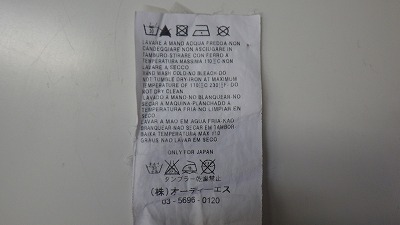 LAVARE A MANO ACQUA FREDDA NON
CANDEGGIARE NON ASCIUGARE IN
TAMBURO STIRARE CON FERRO A
TEMPERATURA MASSIMA 110 C NON
LAVARE A SECCO
HAND WASH COLD NO BLEACH DO
NOT TUMBLE DRY-IRON AT MAXIMUM
TEMPERATURE OF 110 C 230 F DO
NOT DRY CLEAN
LAVADO A MANO NO BLANQUEAR-NO
SECAR A MAQUINA-PLANCHADO A
TEMPERATURA FRIA NO LIMPIAR EN
SECO
LAVAR A MAO EM AGUA FRIA-NAO
BRANQUEAR-NAO SECAR EM TAMBOR
BAIXA TEMPERATURA MAX 110
GRAUS NAO LAVAR EM SECO
ONLY FOR JAPAN
タンブラー乾燥禁止
(株)オーディーエス
03-5696-0120